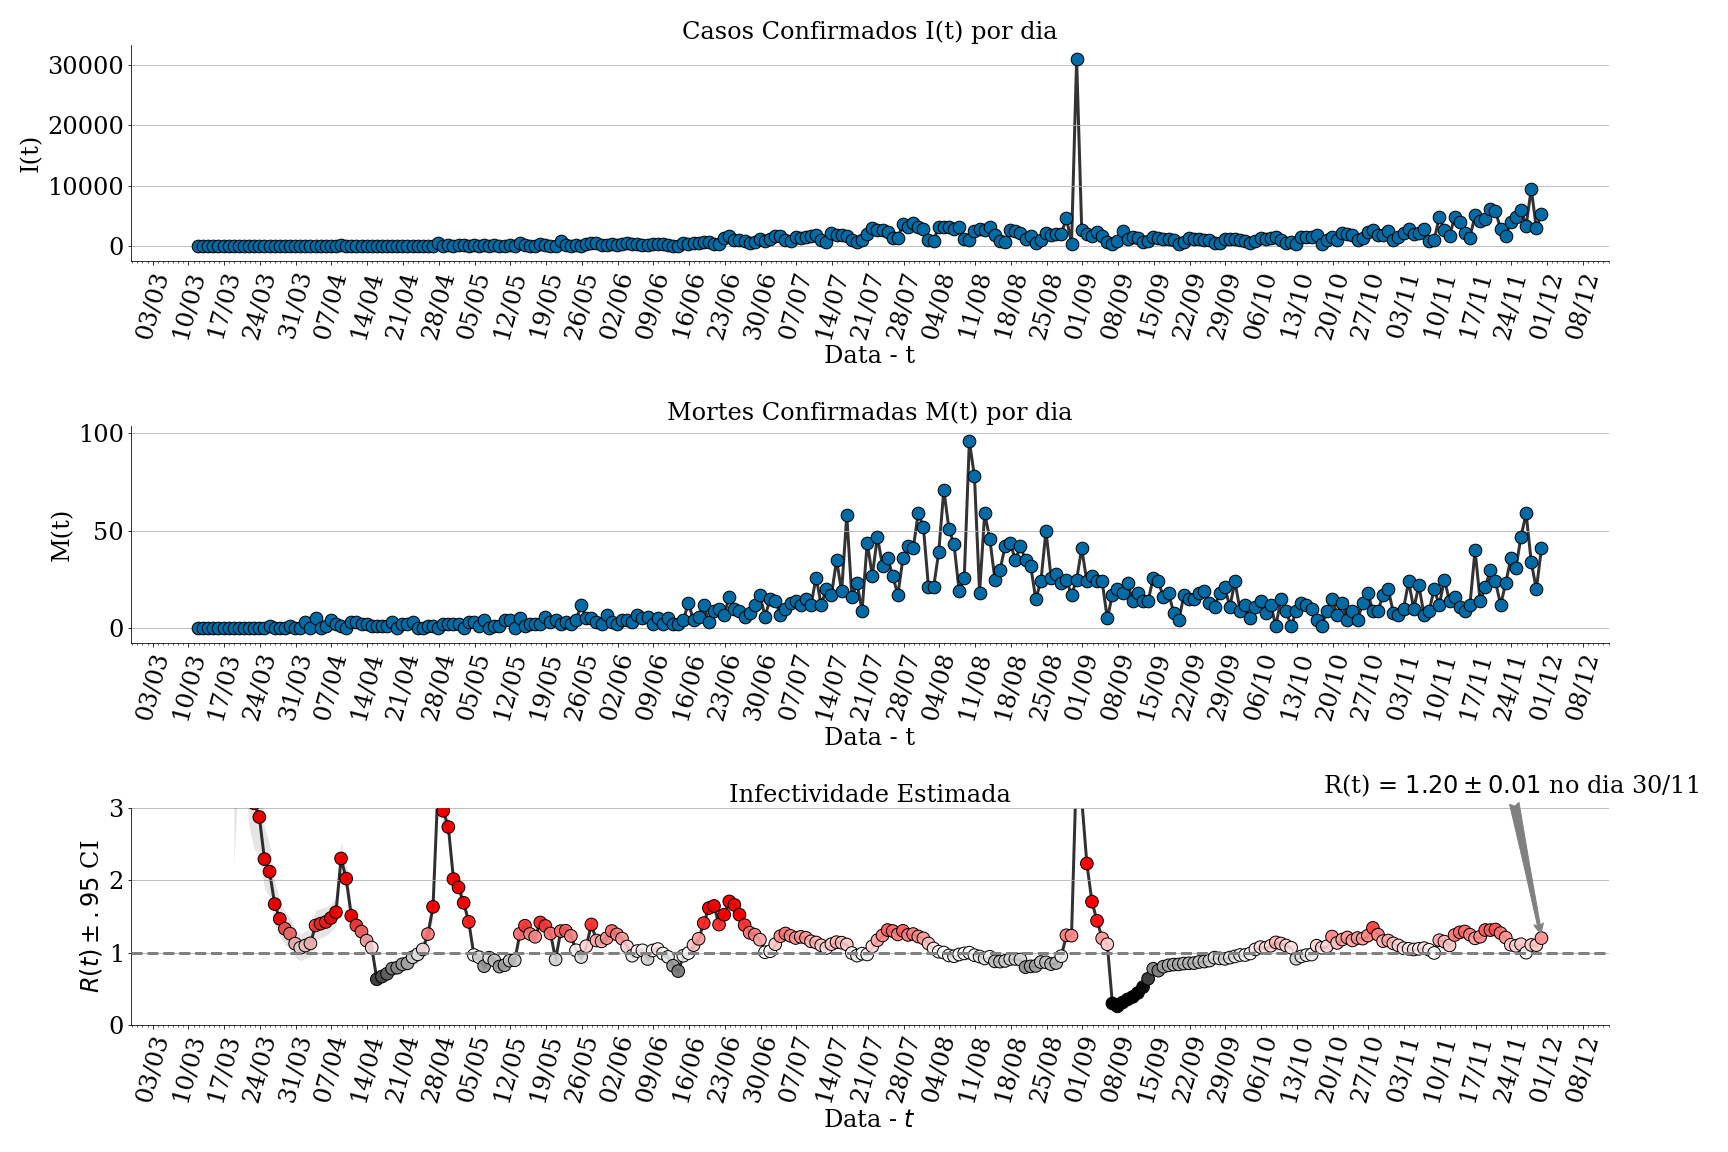 Casos Confirmados I(t) por dia
I(t)
30000
20000
10000
0
03/03 10/03 17/03 24/03 31/03 07/04 14/04 21/04 28/04 05/05 12/05 19/05 26/05 02/06 09/06 16/06 23/06 30/06 07/07 14/07 21/07 28/07 04/08 11/08 18/08 25/08 01/09 08/09 15/09 22/09 29/09 06/10 13/10 20/10 27/10 03/11 10/11 17/11 24/11 01/12 08/12
Data - t
Mortes Confirmadas M(t) por dia
M(t)
100
50
0
03/03 10/03 17/03 24/03 31/03 07/04 14/04 21/04 28/04 05/05 12/05 19/05 26/05 02/06 09/06 16/06 23/06 30/06 07/07 14/07 21/07 28/07 04/08 11/08 18/08 25/08 01/09 08/09 15/09 22/09 29/09 06/10 13/10 20/10 27/10 03/11 10/11 17/11 24/11 01/12 08/12
Data - t
R(t) = 1.20 ± 0.01 no dia 30/11
Infectividade Estimada
R(t) ± .95 CI
3
2
1
0
03/03 10/03 17/03 24/03 31/03 07/04 14/04 21/04 28/04 05/05 12/05 19/05 26/05 02/06 09/06 16/06 23/06 30/06 07/07 14/07 21/07 28/07 04/08 11/08 18/08 25/08 01/09 08/09 15/09 22/09 29/09 06/10 13/10 20/10 27/10 03/11 10/11 17/11 24/11 01/12 08/12
Data - t